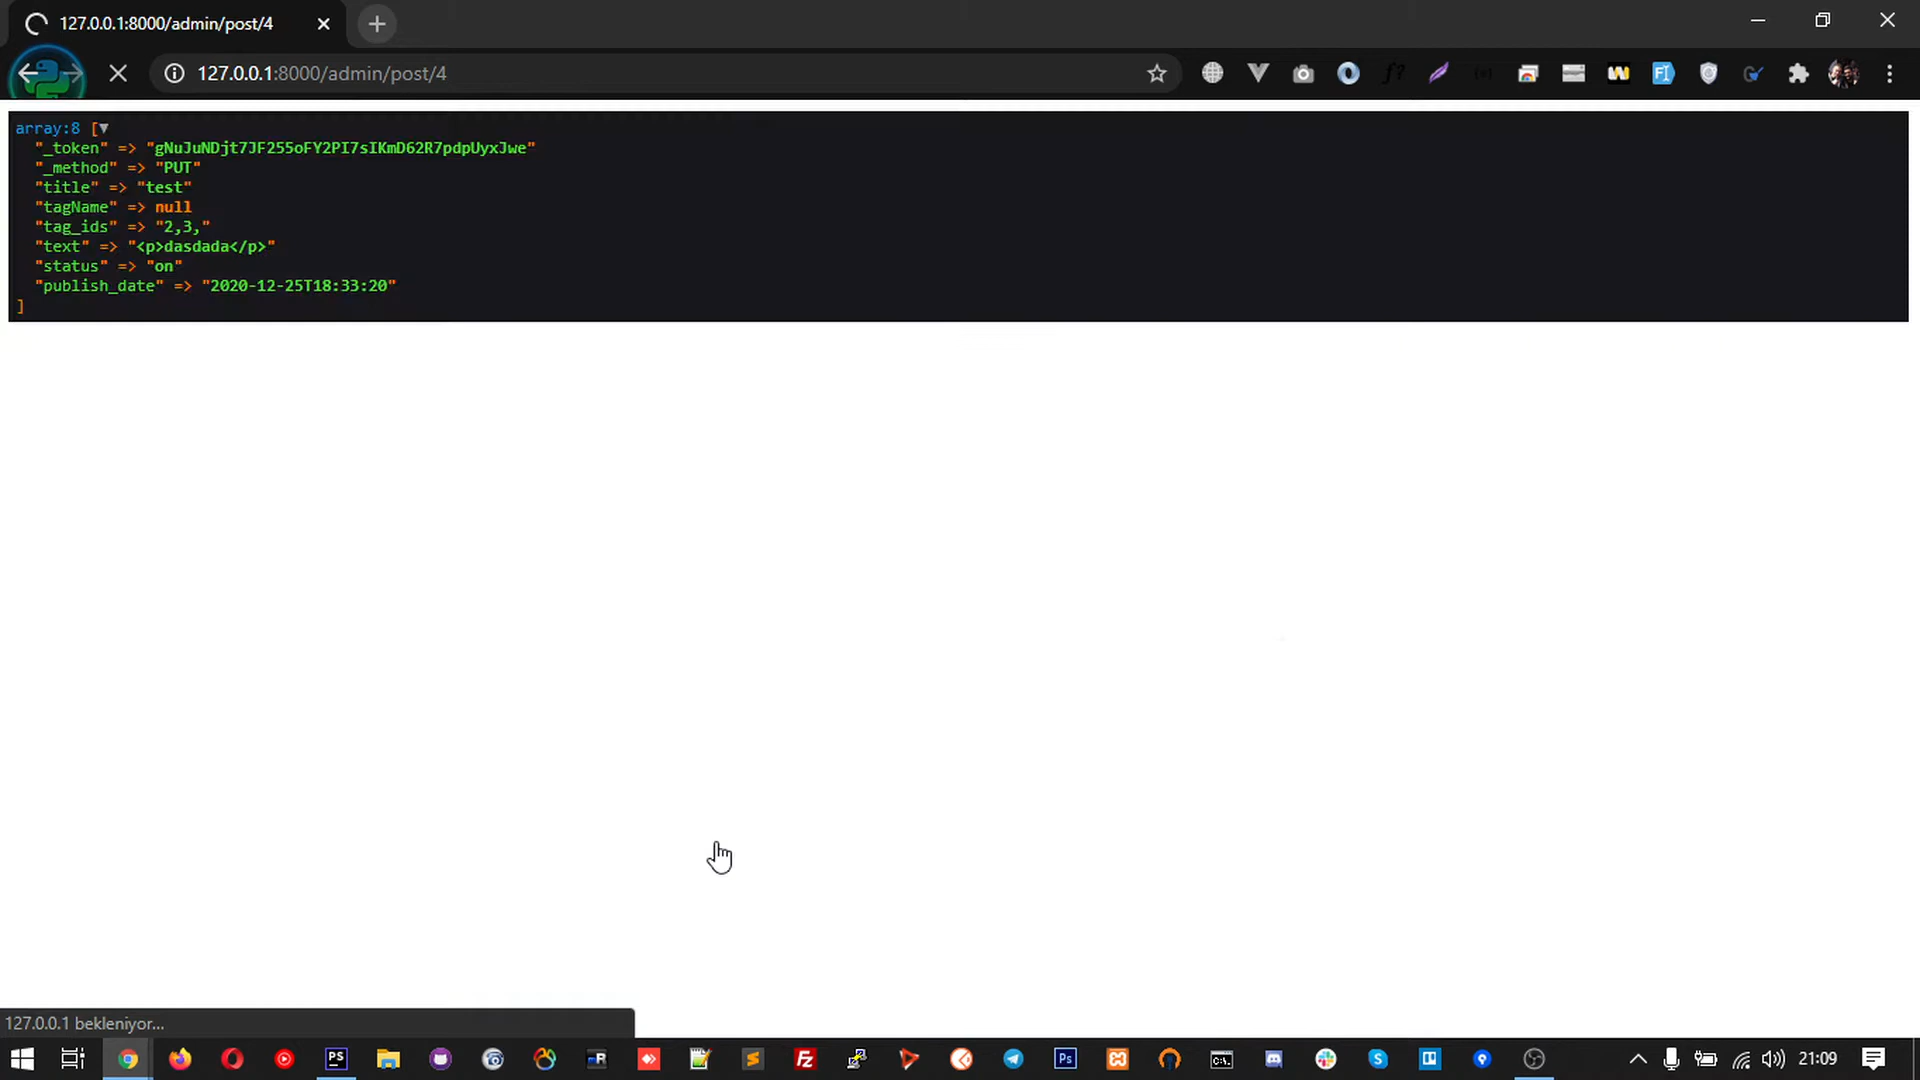 127.0.0.1:8000/admin/post/4
127.0.0.1:8000/admin/post/4
array:8 [▼
"_token" => "gNuJuNDjt7JF255oFY2PI7sIKmD62R7pdpUyxJwe"
"_method" => "PUT"
"title" => "test"
"tagName" => null
"tag_ids" => "2,3,"
"text" => "<p>dasdada</p>"
"status" => "on"
"publish_date" => "2020-12-25T18:33:20"
]
127.0.0.1 bekleniyor...
21:09